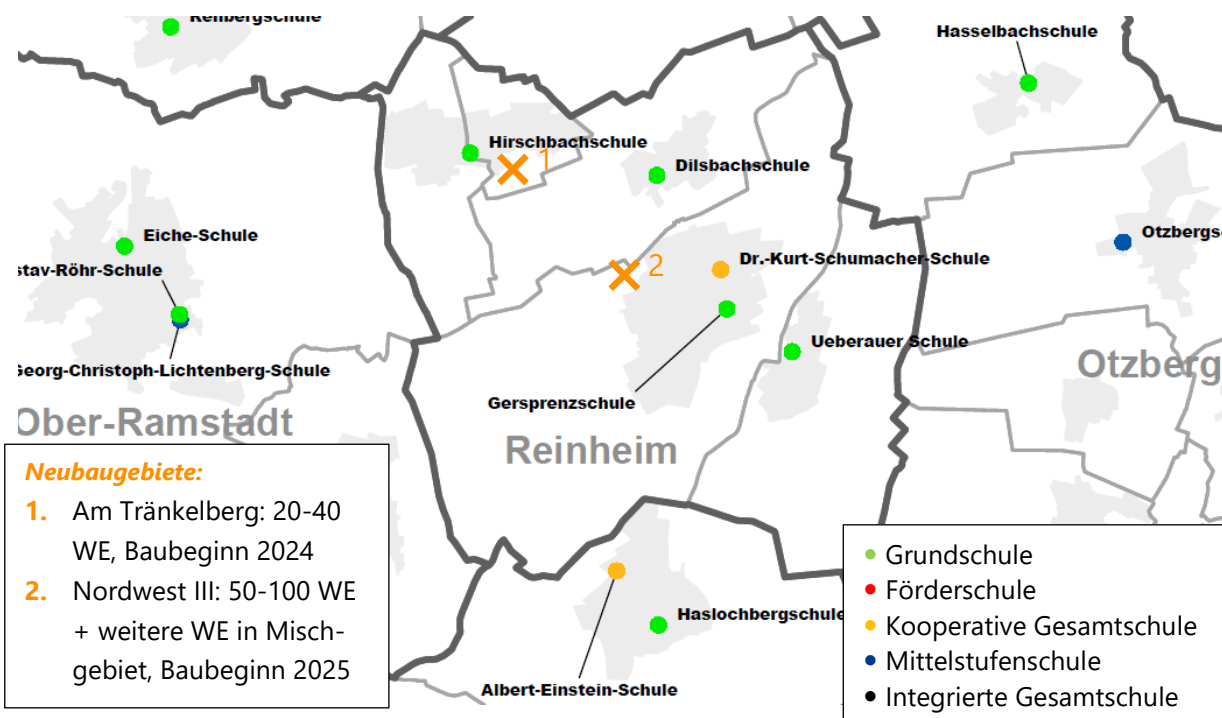 Hasselbachschule
Hirschbachschule
1
Dilsbachschule
Eiche-Schule
Otzbergs
2
Dr.-Kurt-Schumacher-Schule
stav-Röhr-Schule
Ueberauer Schule
Georg-Christoph-Lichtenberg-Schule
Otzberg
Gersprenzschule
Ober-Ramstadt
Reinheim
Neubaugebiete:
1. Am Tränkelberg: 20-40
WE, Baubeginn 2024
2. Nordwest III: 50-100 WE
+ weitere WE in Misch-
gebiet, Baubeginn 2025
Haslochbergschule
Albert-Einstein-Schule
• Grundschule
• Förderschule
• Kooperative Gesamtschule
• Mittelstufenschule
• Integrierte Gesamtschule